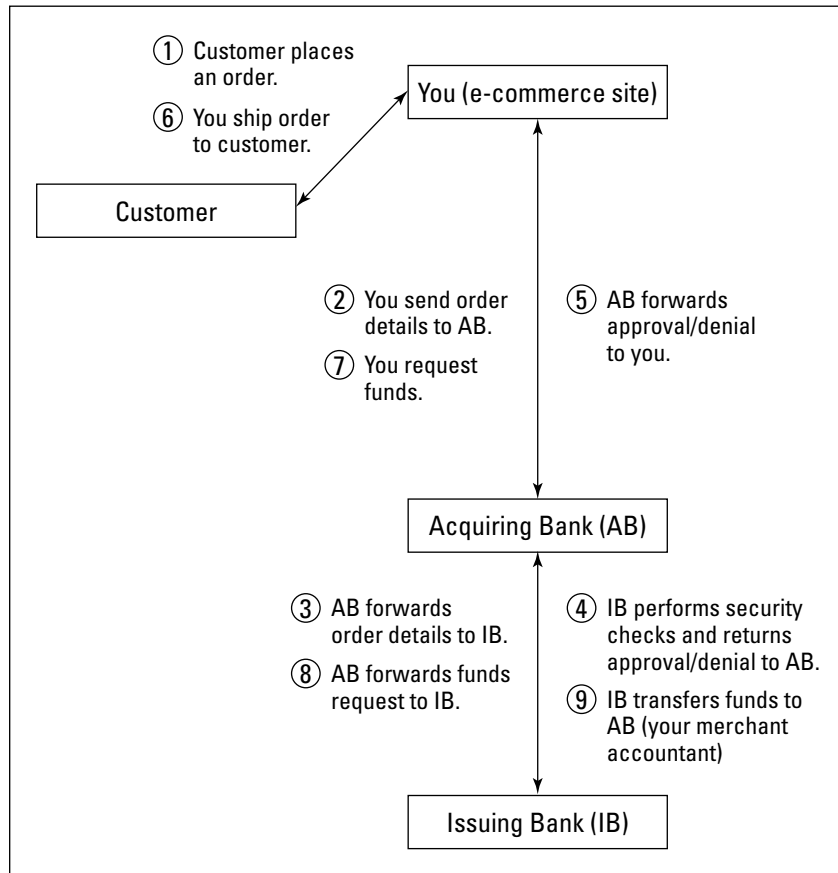 ① Customer places
an order.
⑥ You ship order
to customer.
You (e-commerce site)
Customer
② You send order
details to AB.
⑦ You request
funds.
⑤ AB forwards
approval/denial
to you.
Acquiring Bank (AB)
③ AB forwards
order details to IB.
⑧ AB forwards funds
request to IB.
④ IB performs security
checks and returns
approval/denial to AB.
⑨ IB transfers funds to
AB (your merchant
accountant)
Issuing Bank (IB)